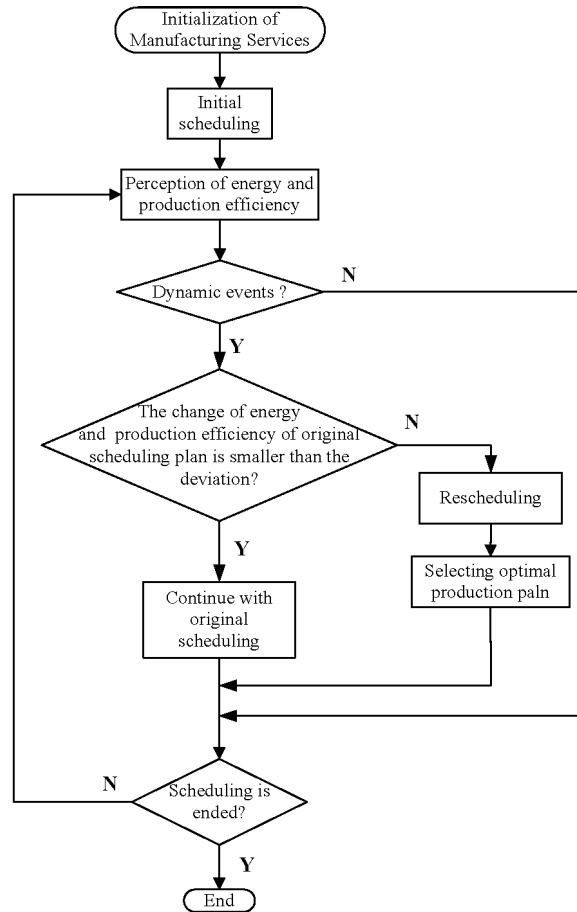 Initialization of
Manufacturing Services
Initial
scheduling
Perception of energy and
production efficiency
Dynamic events ?
N
Y
The change of energy
and production efficiency of original
scheduling plan is smaller than the
deviation?
N
Y
Rescheduling
Selecting optimal
production paln
Continue with
original
scheduling
Scheduling is
ended?
N
Y
End